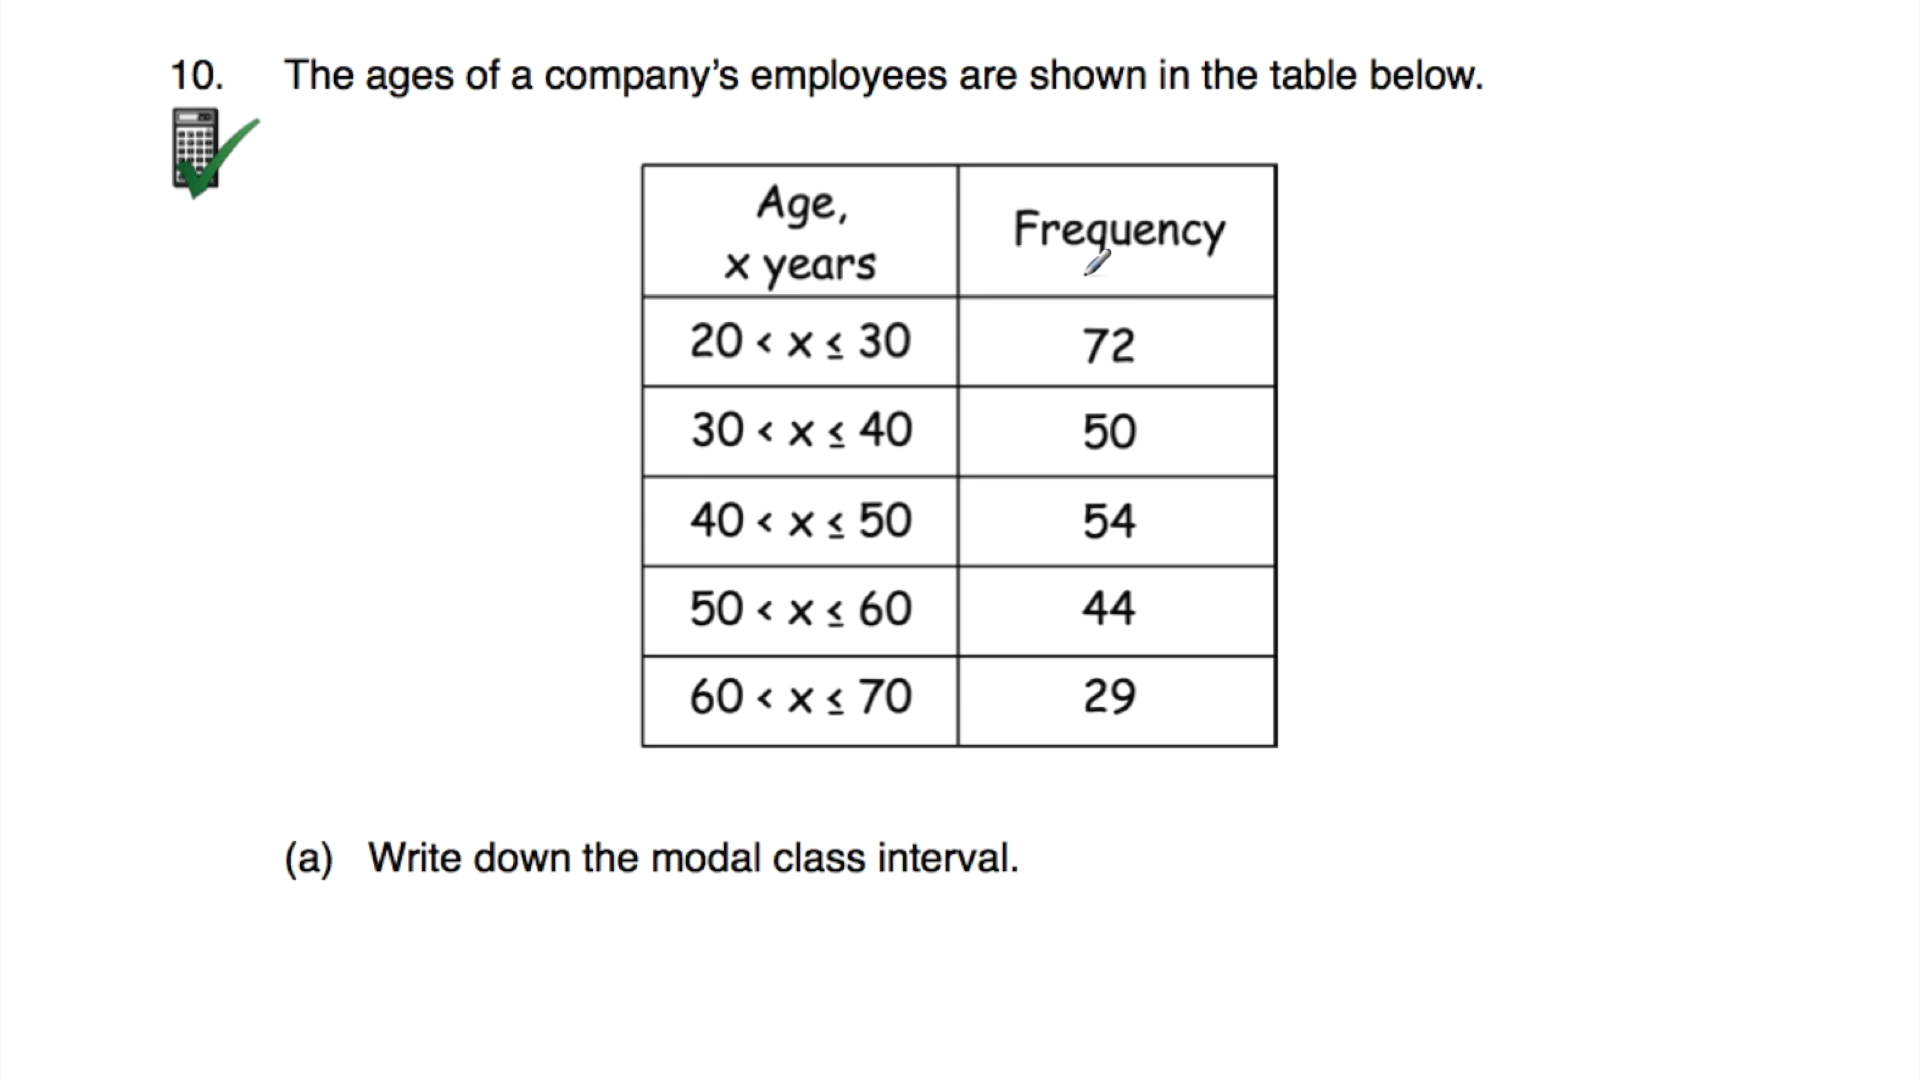 10. The ages of a company’s employees are shown in the table below.
Age,
x years
Frequency
20 < x ≤ 30 72
30 < x ≤ 40 50
40 < x ≤ 50 54
50 < x ≤ 60 44
60 < x ≤ 70 29
(a) Write down the modal class interval.